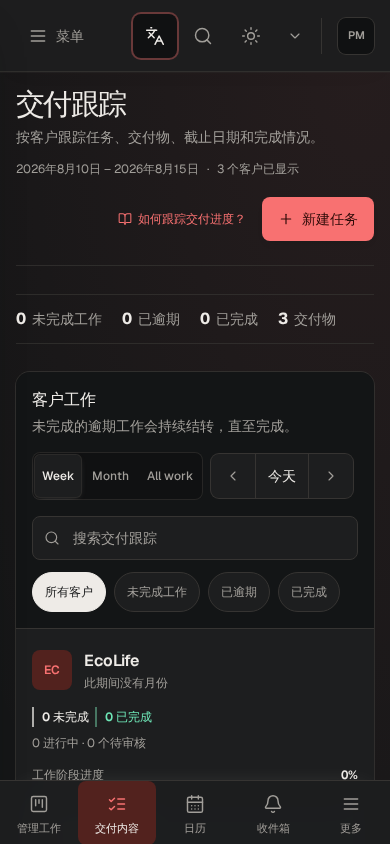 菜单
PM
交付跟踪
按客户跟踪任务、交付物、截止日期和完成情况。
2026年8月10日 – 2026年8月15日 · 3 个客户已显示
如何跟踪交付进度？
新建任务
0 未完成工作 0 已逾期 0 已完成 3 交付物
客户工作
未完成的逾期工作会持续结转，直至完成。
Week Month All work 今天
搜索交付跟踪
所有客户 未完成工作 已逾期 已完成
EC
EcoLife
此期间没有月份
0 未完成 0 已完成
0 进行中 · 0 个待审核
工作阶段进度 0%
管理工作 交付内容 日历 收件箱 更多